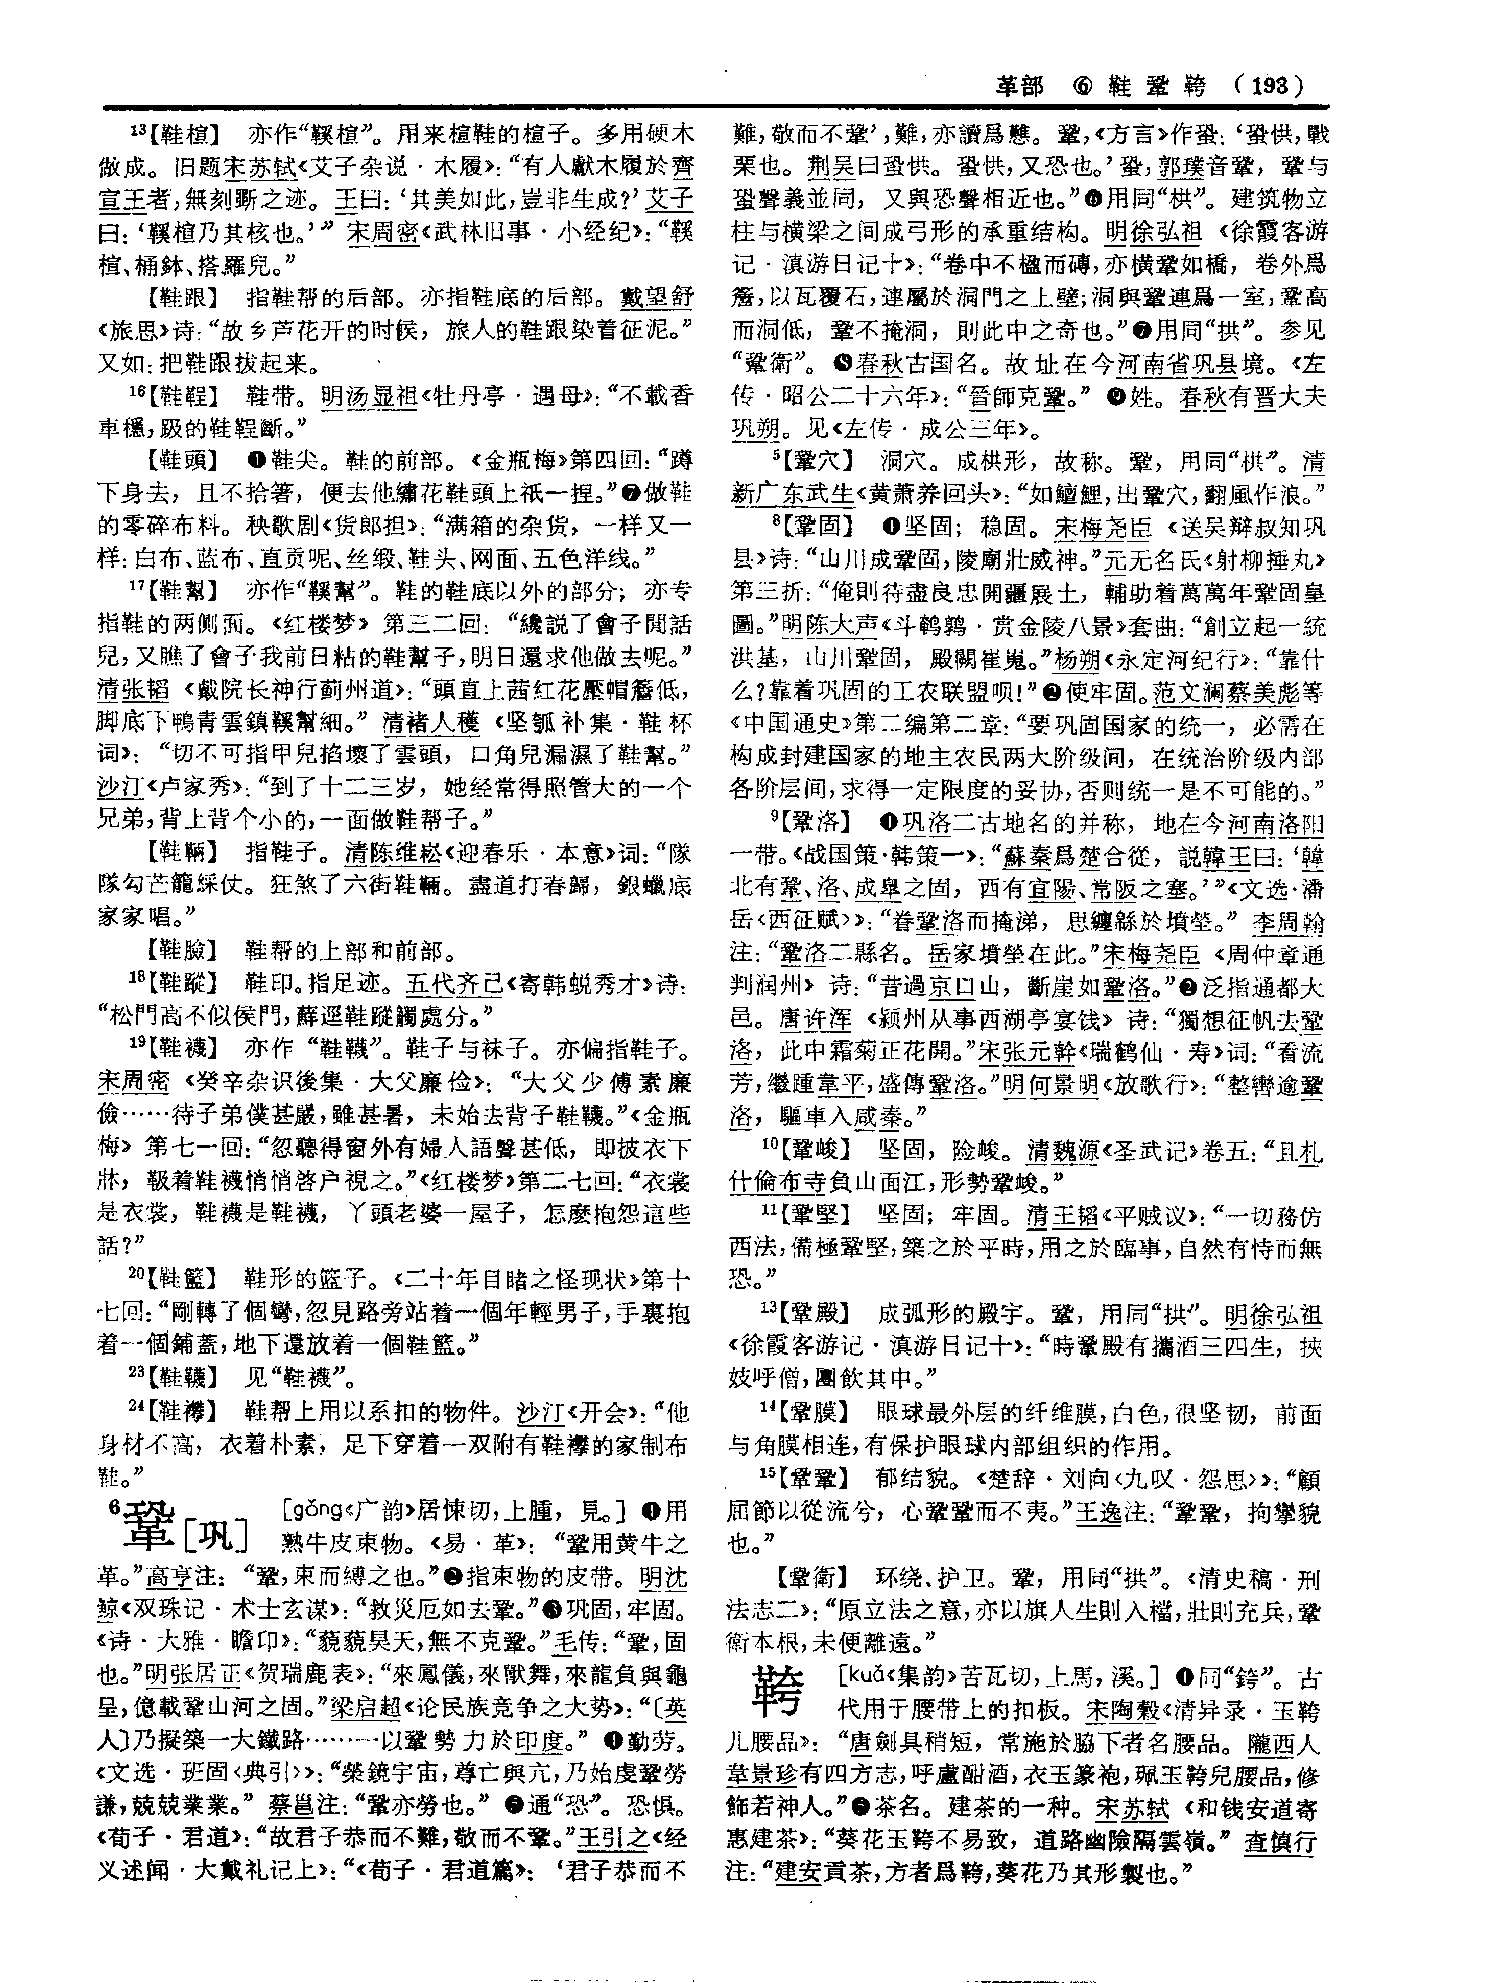 革部　⑥ 鞋 鞏 鞛（193）
¹³【鞋楦】　亦作“鞵楦”。用来楦鞋的楦子。多用硬木
做成。旧题宋苏轼《艾子杂说·木履》：“有人獻木履於齊
宣王者，無刻斲之迹。王曰：‘其美如此，豈非生成？’艾子
曰：‘鞵楦乃其核也。’”宋周密《武林旧事·小经纪》：“鞵
楦、桶鉢、搭羅兒。”
【鞋跟】　指鞋帮的后部。亦指鞋底的后部。戴望舒
《旅思》诗：“故乡芦花开的时候，旅人的鞋跟染着征泥。”
又如：把鞋跟拔起来。
¹⁶【鞋鞓】　鞋带。明汤显祖《牡丹亭·遇母》：“不載香
車穩，趿的鞋鞓斷。”
【鞋頭】　❶鞋尖。鞋的前部。《金瓶梅》第四回：“蹲
下身去，且不拾箸，便去他繡花鞋頭上衹一捏。”❷做鞋
的零碎布料。秧歌剧《货郎担》：“满箱的杂货，一样又一
样：白布、蓝布、直贡呢、丝缎、鞋头、网面、五色洋线。”
¹⁷【鞋幫】　亦作“鞵幫”。鞋的鞋底以外的部分；亦专
指鞋的两侧面。《红楼梦》第三二回：“纔説了會子閒話
兒，又瞧了會子我前日粘的鞋幫子，明日還求他做去呢。”
清张韬《戴院长神行蓟州道》：“頭直上茜红花壓帽簷低，
脚底下鴨青雲鎮鞵幫細。”清褚人穫《坚瓠补集·鞋杯
词》：“切不可指甲兒掐壞了雲頭，口角兒漏濕了鞋幫。”
沙汀《卢家秀》：“到了十二三岁，她经常得照管大的一个
兄弟，背上背个小的，一面做鞋帮子。”
【鞋輛】　指鞋子。清陈维崧《迎春乐·本意》词：“隊
隊勾芒籠綵仗。狂煞了六街鞋輛。盡道打春歸，銀蠟底
家家唱。”
【鞋臉】　鞋帮的上部和前部。
¹⁸【鞋蹤】　鞋印。指足迹。五代齐己《寄韩蜕秀才》诗：
“松門高不似侯門，蘚逕鞋蹤觸處分。”
¹⁹【鞋襪】　亦作“鞋韈”。鞋子与袜子。亦偏指鞋子。
宋周密《癸辛杂识後集·大父廉俭》：“大父少傅素廉
儉……待子弟僕甚嚴，雖甚暑，未始去背子鞋韈。”《金瓶
梅》第七一回：“忽聽得窗外有婦人語聲甚低，即披衣下
牀，靸着鞋襪悄悄啓户視之。”《红楼梦》第二七回：“衣裳
是衣裳，鞋襪是鞋襪，丫頭老婆一屋子，怎麽抱怨這些
話？”
²⁰【鞋籃】　鞋形的篮子。《二十年目睹之怪现状》第十
七回：“剛轉了個彎，忽見路旁站着一個年輕男子，手裏抱
着一個鋪蓋，地下還放着一個鞋籃。”
²³【鞋韈】　见“鞋襪”。
²⁴【鞋襻】　鞋帮上用以系扣的物件。沙汀《开会》：“他
身材不高，衣着朴素，足下穿着一双附有鞋襻的家制布
鞋。”
⁶鞏［巩］　［gǒng《广韵》居悚切，上腫，見。］❶用
熟牛皮束物。《易·革》：“鞏用黄牛之
革。”高亨注：“鞏，束而縛之也。”❷指束物的皮带。明沈
鲸《双珠记·术士玄谋》：“救災厄如去鞏。”❸巩固，牢固。
《诗·大雅·瞻卬》：“藐藐昊天，無不克鞏。”毛传：“鞏，固
也。”明张居正《贺瑞鹿表》：“來鳳儀，來獸舞，來龍負與龜
呈，億載鞏山河之固。”梁启超《论民族竞争之大势》：“〔英
人〕乃擬築一大鐵路………以鞏勢力於印度。”❹勤劳。
《文选·班固〈典引〉》：“榮鏡宇宙，尊亡與亢，乃始虔鞏勞
謙，兢兢業業。”蔡邕注：“鞏亦勞也。”❺通“恐”。恐惧。
《荀子·君道》：“故君子恭而不難，敬而不鞏。”王引之《经
义述闻·大戴礼记上》：“《荀子·君道篇》：‘君子恭而不
難，敬而不鞏’，難，亦讀爲戁。鞏，《方言》作蛩：‘蛩㤨，戰
栗也。荆吴曰蛩㤨。蛩㤨，又恐也。’蛩，郭璞音鞏，鞏与
蛩聲義並同，又與恐聲相近也。”❻用同“栱”。建筑物立
柱与横梁之间成弓形的承重结构。明徐弘祖《徐霞客游
记·滇游日记十》：“卷中不楹而磚，亦横鞏如橋，卷外爲
簷，以瓦覆石，連屬於洞門之上壁；洞與鞏連爲一室，鞏高
而洞低，鞏不掩洞，則此中之奇也。”❼用同“拱”。参见
“鞏衛”。❽春秋古国名。故址在今河南省巩县境。《左
传·昭公二十六年》：“晉師克鞏。”❾姓。春秋有晋大夫
巩朔。见《左传·成公三年》。
⁵【鞏穴】　洞穴。成栱形，故称。鞏，用同“栱”。清
新广东武生《黄萧养回头》：“如鱣鯉，出鞏穴，翻風作浪。”
⁸【鞏固】　❶坚固；稳固。宋梅尧臣《送吴辩叔知巩
县》诗：“山川成鞏固，陵廟壯威神。”元无名氏《射柳捶丸》
第三折：“俺則待盡良忠開疆展土，輔助着萬萬年鞏固皇
圖。”明陈大声《斗鹌鹑·赏金陵八景》套曲：“創立起一統
洪基，山川鞏固，殿闕崔嵬。”杨朔《永定河纪行》：“靠什
么？靠着巩固的工农联盟呗！”❷使牢固。范文澜蔡美彪等
《中国通史》第二编第二章：“要巩固国家的统一，必需在
构成封建国家的地主农民两大阶级间，在统治阶级内部
各阶层间，求得一定限度的妥协，否则统一是不可能的。”
⁹【鞏洛】　❶巩洛二古地名的并称，地在今河南洛阳
一带。《战国策·韩策一》：“蘇秦爲楚合從，説韓王曰：‘韓
北有鞏、洛、成皋之固，西有宜陽、常阪之塞。’”《文选·潘
岳〈西征赋〉》：“眷鞏洛而掩涕，思纏緜於墳塋。”李周翰
注：“鞏洛二縣名。岳家墳塋在此。”宋梅尧臣《周仲章通
判润州》诗：“昔過京口山，斷崖如鞏洛。”❷泛指通都大
邑。唐许浑《颍州从事西湖亭宴饯》诗：“獨想征帆去鞏
洛，此中霜菊正花開。”宋张元幹《瑞鹤仙·寿》词：“看流
芳，繼踵韋平，盛傳鞏洛。”明何景明《放歌行》：“整轡逾鞏
洛，驅車入咸秦。”
¹⁰【鞏峻】　坚固，险峻。清魏源《圣武记》卷五：“且札
什倫布寺負山面江，形勢鞏峻。”
¹¹【鞏堅】　坚固；牢固。清王韬《平贼议》：“一切務仿
西法，備極鞏堅，築之於平時，用之於臨事，自然有恃而無
恐。”
¹³【鞏殿】　成弧形的殿宇。鞏，用同“拱”。明徐弘祖
《徐霞客游记·滇游日记十》：“時鞏殿有攜酒三四生，挾
妓呼僧，團飲其中。”
¹⁴【鞏膜】　眼球最外层的纤维膜，白色，很坚韧，前面
与角膜相连，有保护眼球内部组织的作用。
¹⁵【鞏鞏】　郁结貌。《楚辞·刘向〈九叹·怨思〉》：“顧
屈節以從流兮，心鞏鞏而不夷。”王逸注：“鞏鞏，拘攣貌
也。”
【鞏衛】　环绕、护卫。鞏，用同“拱”。《清史稿·刑
法志二》：“原立法之意，亦以旗人生則入檔，壯則充兵，鞏
衛本根，未便離遠。”
銙　［kuǎ《集韵》苦瓦切，上馬，溪。］❶同“銙”。古
代用于腰带上的扣板。宋陶穀《清异录·玉鞛
儿腰品》：“唐劍具稍短，常施於脇下者名腰品。隴西人
韋景珍有四方志，呼盧酣酒，衣玉篆袍，珮玉鞛兒腰品，修
飾若神人。”❷茶名。建茶的一种。宋苏轼《和钱安道寄
惠建茶》：“葵花玉鞛不易致，道路幽險隔雲嶺。”查慎行
注：“建安貢茶，方者爲鞛，葵花乃其形製也。”